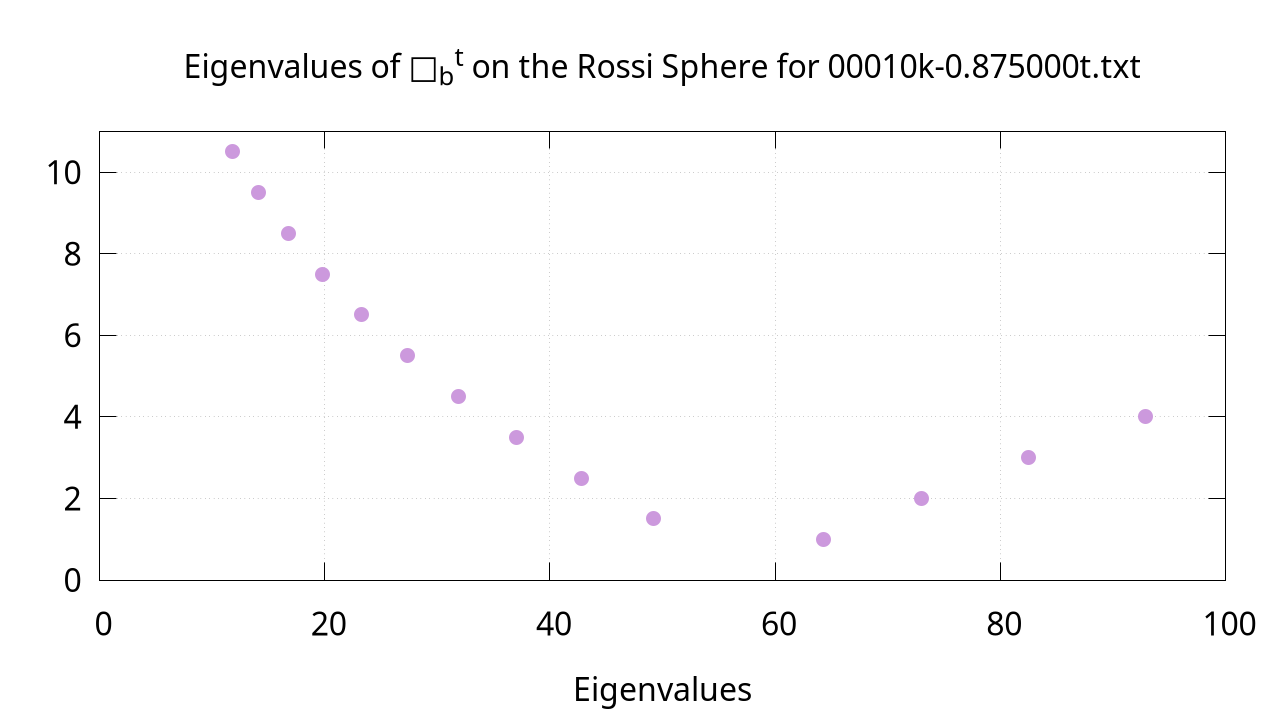 Eigenvalues of □_b^t on the Rossi Sphere for 00010k-0.875000t.txt
10
8
6
4
2
0
0 20 40 60 80 100
Eigenvalues